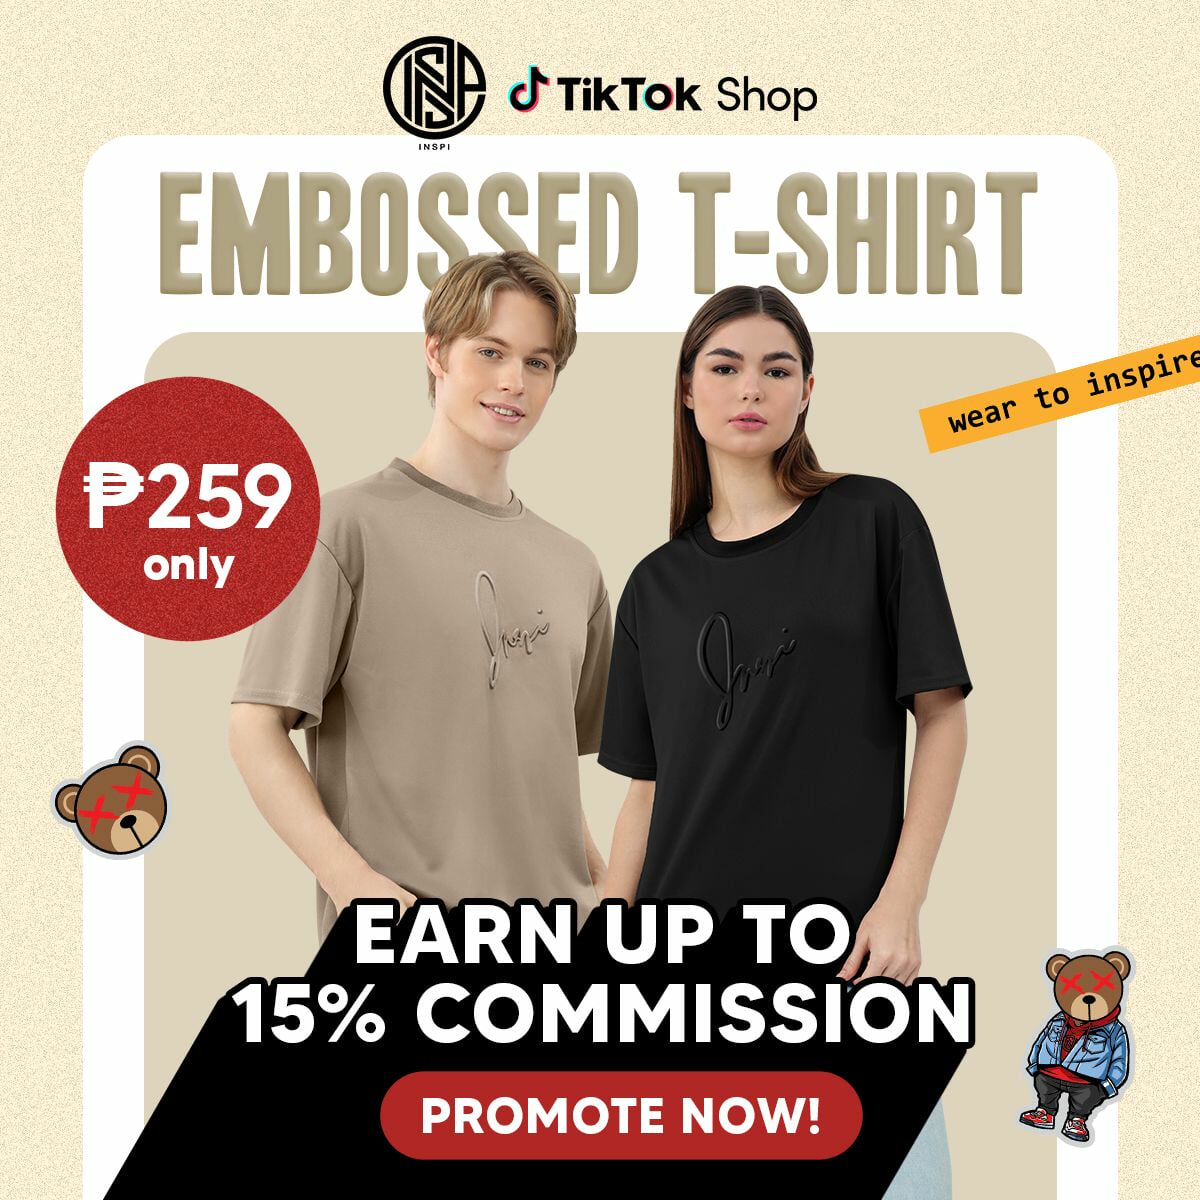 INSPI
TikTok Shop
EMBOSSED T-SHIRT
wear to inspire
₱259
only
Inspi
Inspi
EARN UP TO
15% COMMISSION
PROMOTE NOW!